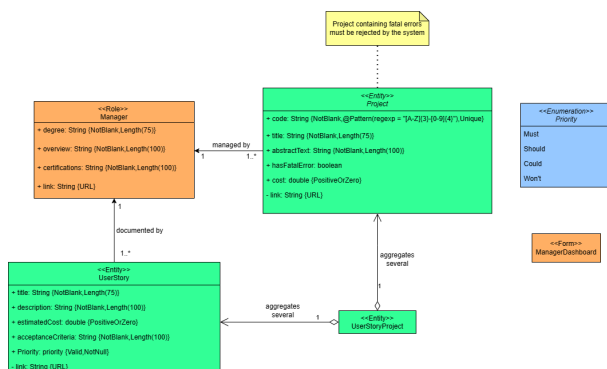 Project containing fatal errors
must be rejected by the system
<<Entity>>
Project
+ code: String {NotBlank,@Pattern(regexp = "[A-Z]{3}-[0-9]{4}"),Unique}
+ title: String {NotBlank,Length(75)}
+ abstractText: String {NotBlank,Length(100)}
+ hasFatalError: boolean
+ cost: double {PositiveOrZero}
- link: String {URL}
<<Role>>
Manager
+ degree: String {NotBlank,Length(75)}
+ overview: String {NotBlank,Length(100)}
+ certifications: String {NotBlank,Length(100)}
+ link: String {URL}
managed by
1
1..*
<<Enumeration>>
Priority
Must
Should
Could
Won't
<<Form>>
ManagerDashboard
1
documented by
1..*
<<Entity>>
UserStory
+ title: String {NotBlank,Length(75)}
+ description: String {NotBlank,Length(100)}
+ estimatedCost: double {PositiveOrZero}
+ acceptanceCriteria: String {NotBlank,Length(100)}
+ Priority: priority {Valid,NotNull}
- link: String {URL}
aggregates
several
1
aggregates
several
1
<<Entity>>
UserStoryProject